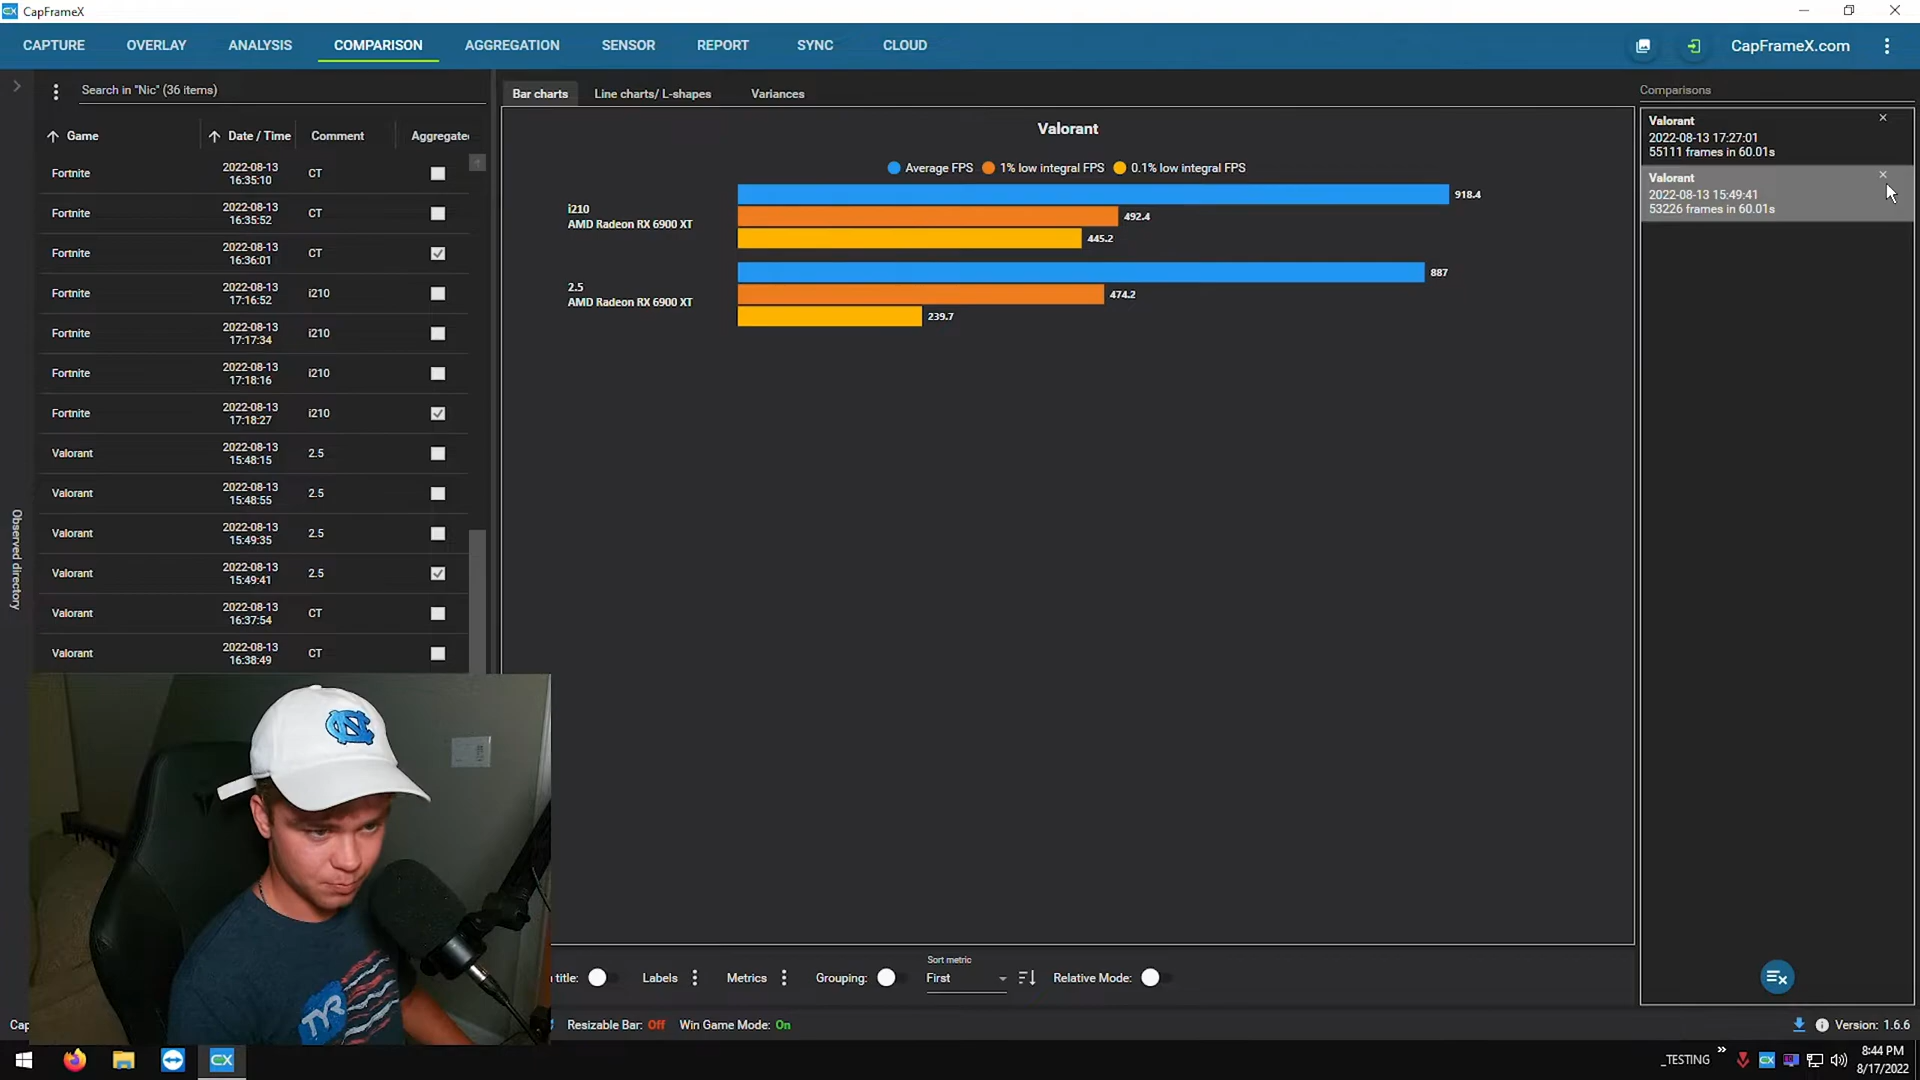 CapFrameX
CAPTURE OVERLAY ANALYSIS COMPARISON AGGREGATION SENSOR REPORT SYNC CLOUD CapFrameX.com
Search in "Nic" (36 items)
Game Date / Time Comment Aggregate
Fortnite 2022-08-13 16:35:10 CT
Fortnite 2022-08-13 16:35:52 CT
Fortnite 2022-08-13 16:36:01 CT
Fortnite 2022-08-13 17:16:52 i210
Fortnite 2022-08-13 17:17:34 i210
Fortnite 2022-08-13 17:18:16 i210
Fortnite 2022-08-13 17:18:27 i210
Valorant 2022-08-13 15:48:15 2.5
Valorant 2022-08-13 15:48:55 2.5
Valorant 2022-08-13 15:49:35 2.5
Valorant 2022-08-13 15:49:41 2.5
Valorant 2022-08-13 16:37:54 CT
Valorant 2022-08-13 16:38:49 CT
Observed directory
Bar charts Line charts/ L-shapes Variances
Valorant
Average FPS 1% low integral FPS 0.1% low integral FPS
i210
AMD Radeon RX 6900 XT
918.4
492.4
445.2
2.5
AMD Radeon RX 6900 XT
887
474.2
239.7
Comparisons
Valorant
2022-08-13 17:27:01
55111 frames in 60.01s
Valorant
2022-08-13 15:49:41
53226 frames in 60.01s
NC
TYR
title: Labels Metrics Grouping: Sort metric First Relative Mode:
Cap Resizable Bar: Off Win Game Mode: On Version: 1.6.6
CX _TESTING CX 8:44 PM
8/17/2022